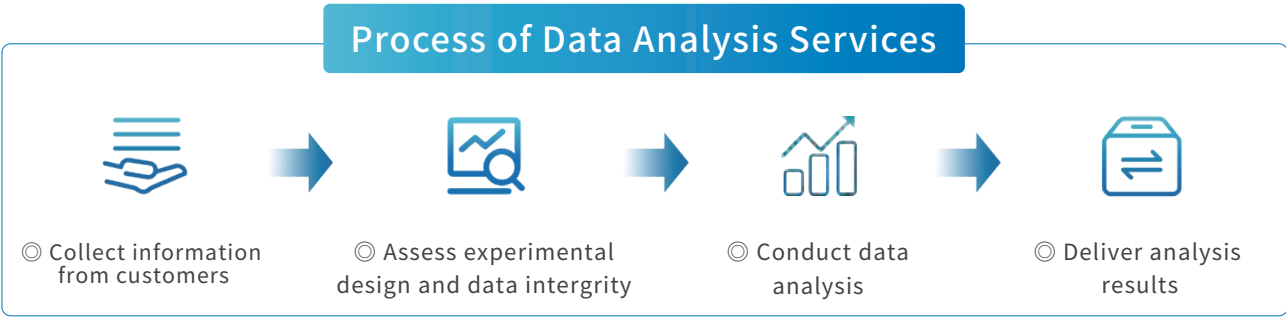 Process of Data Analysis Services
◎ Collect information
from customers
◎ Assess experimental
design and data intergrity
◎ Conduct data
analysis
◎ Deliver analysis
results